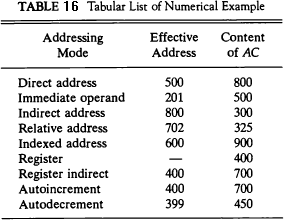 TABLE 16 Tabular List of Numerical Example
Addressing Mode Effective Address Content of AC
Direct address 500 800
Immediate operand 201 500
Indirect address 800 300
Relative address 702 325
Indexed address 600 900
Register — 400
Register indirect 400 700
Autoincrement 400 700
Autodecrement 399 450